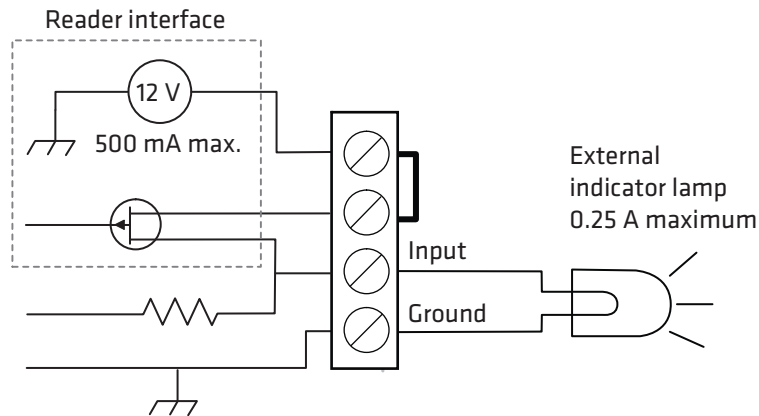 Reader interface
12 V
500 mA max.
External
indicator lamp
0.25 A maximum
Input
Ground